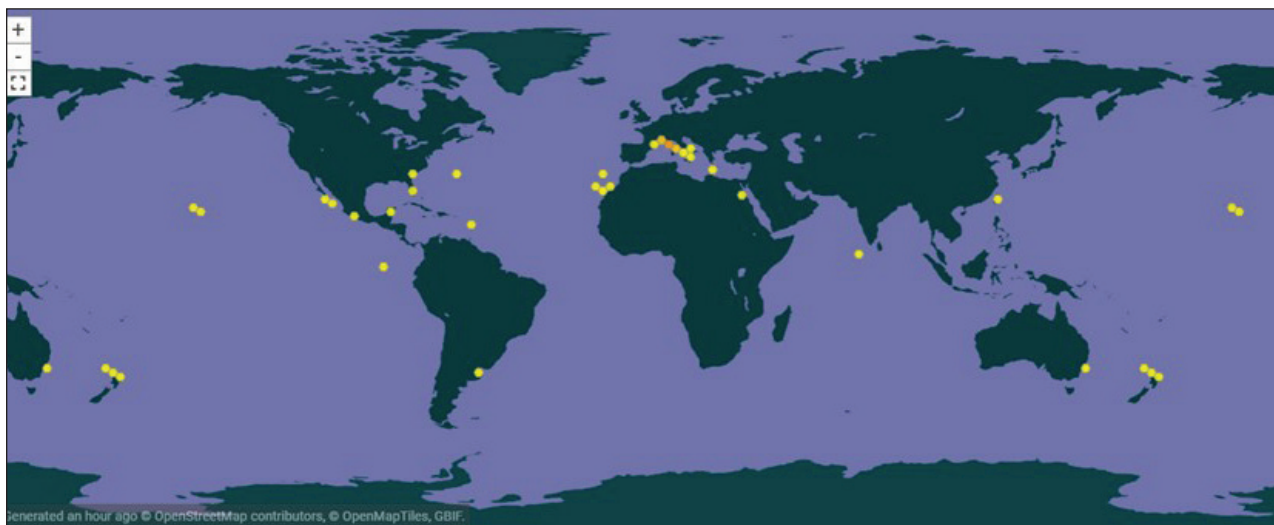 +
-
Generated an hour ago © OpenStreetMap contributors, © OpenMapTiles, GBIF.